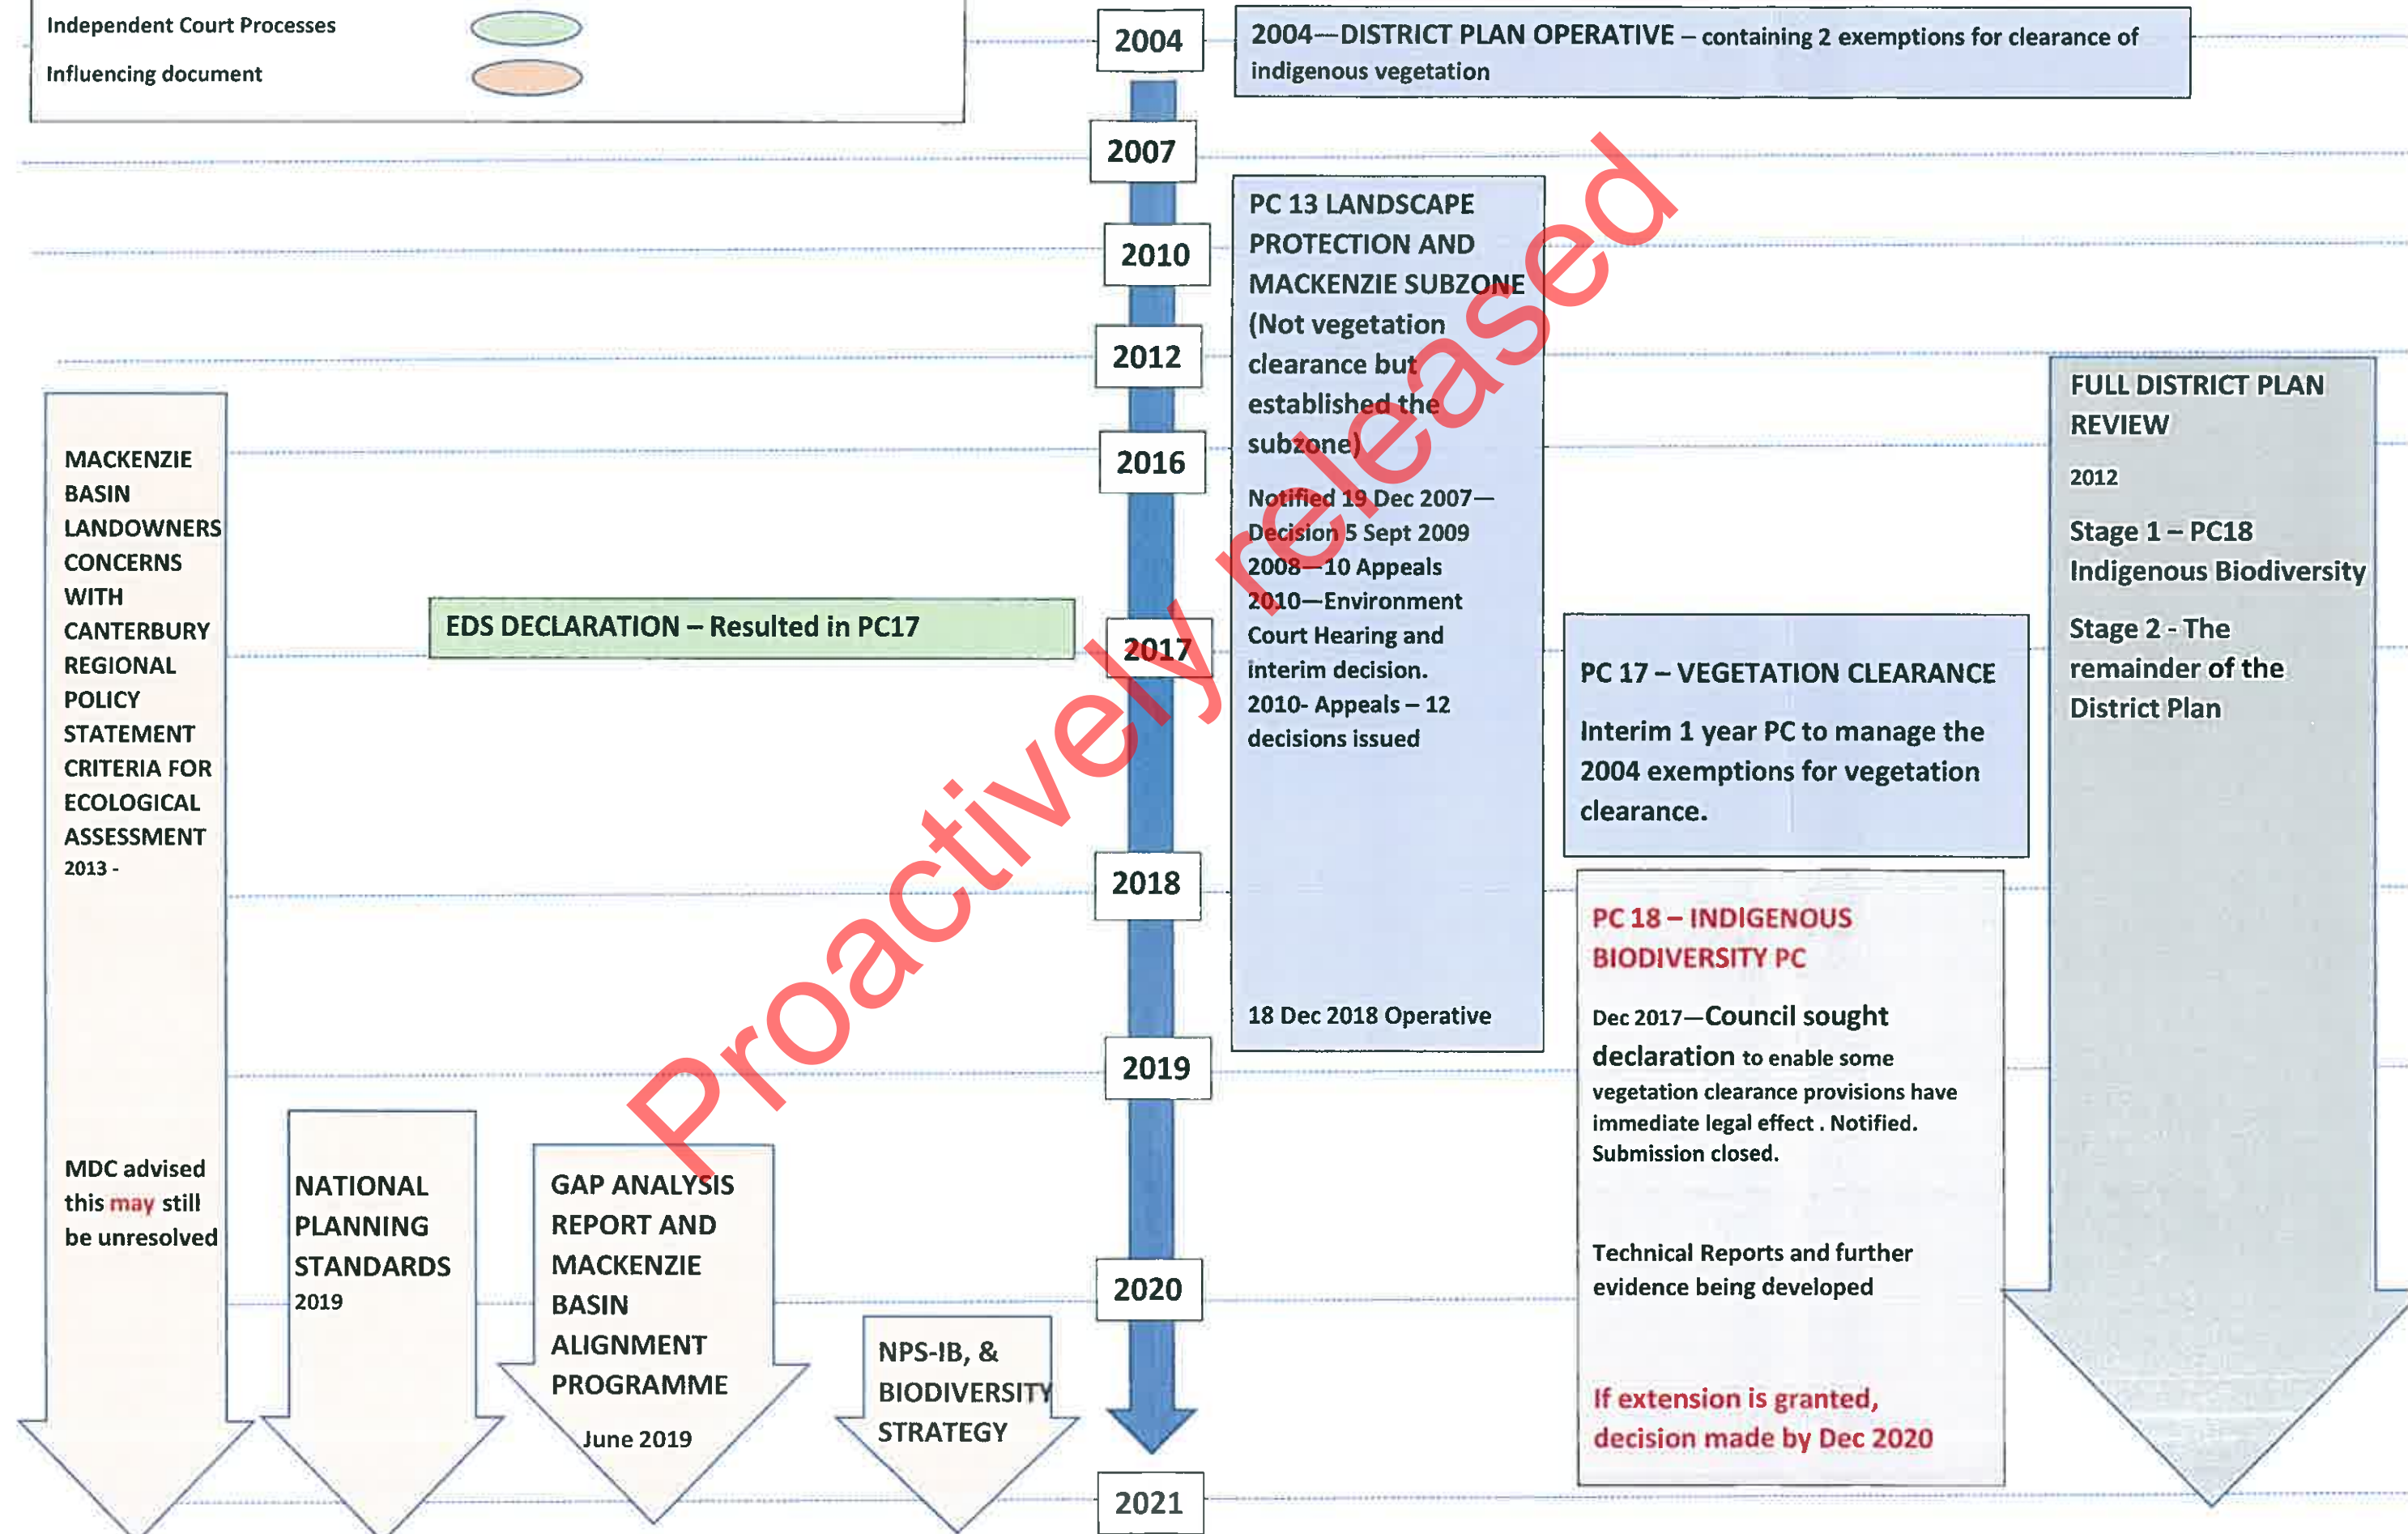 Independent Court Processes
Influencing document
2004
2004—DISTRICT PLAN OPERATIVE – containing 2 exemptions for clearance of
indigenous vegetation
2007
2010
2012
2016
2017
2018
2019
2020
2021
PC 13 LANDSCAPE
PROTECTION AND
MACKENZIE SUBZONE
(Not vegetation
clearance but
established the
subzone)
Notified 19 Dec 2007—
Decision 5 Sept 2009
2008—10 Appeals
2010—Environment
Court Hearing and
interim decision.
2010- Appeals – 12
decisions issued
18 Dec 2018 Operative
FULL DISTRICT PLAN
REVIEW
2012
Stage 1 – PC18
Indigenous Biodiversity
Stage 2 - The
remainder of the
District Plan
MACKENZIE
BASIN
LANDOWNERS
CONCERNS
WITH
CANTERBURY
REGIONAL
POLICY
STATEMENT
CRITERIA FOR
ECOLOGICAL
ASSESSMENT
2013 -
MDC advised
this may still
be unresolved
EDS DECLARATION – Resulted in PC17
PC 17 – VEGETATION CLEARANCE
Interim 1 year PC to manage the
2004 exemptions for vegetation
clearance.
PC 18 – INDIGENOUS
BIODIVERSITY PC
Dec 2017—Council sought
declaration to enable some
vegetation clearance provisions have
immediate legal effect . Notified.
Submission closed.
Technical Reports and further
evidence being developed
If extension is granted,
decision made by Dec 2020
NATIONAL
PLANNING
STANDARDS
2019
GAP ANALYSIS
REPORT AND
MACKENZIE
BASIN
ALIGNMENT
PROGRAMME
June 2019
NPS-IB, &
BIODIVERSITY
STRATEGY
Proactively released